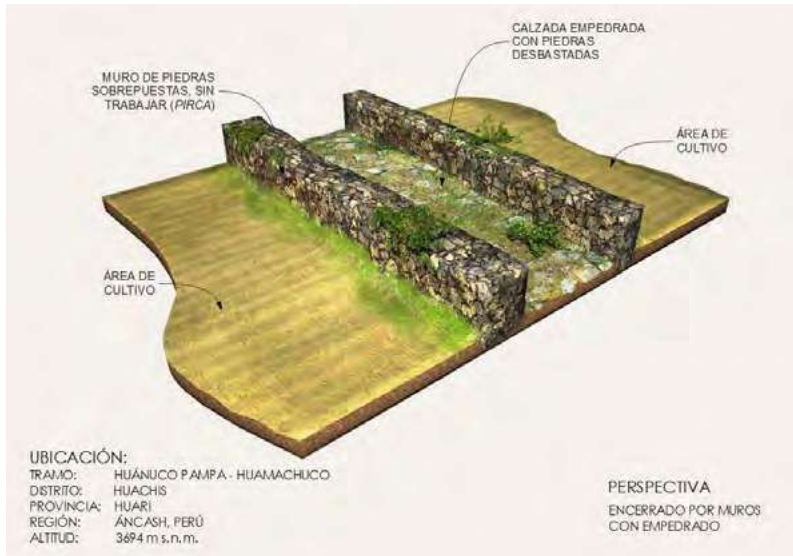 CALZADA EMPEDRADA
CON PIEDRAS
DESBASTADAS
MURO DE PIEDRAS
SOBREPUESTAS, SIN
TRABAJAR (PIRCA)
ÁREA DE
CULTIVO
ÁREA DE
CULTIVO
UBICACIÓN:
TRAMO: HUÁNUCO PAMPA - HUAMACHUCO
DISTRITO: HUACHIS
PROVINCIA: HUARI
REGIÓN: ÁNCASH, PERÚ
ALTITUD: 3694 m s.n.m.
PERSPECTIVA
ENCERRADO POR MUROS
CON EMPEDRADO